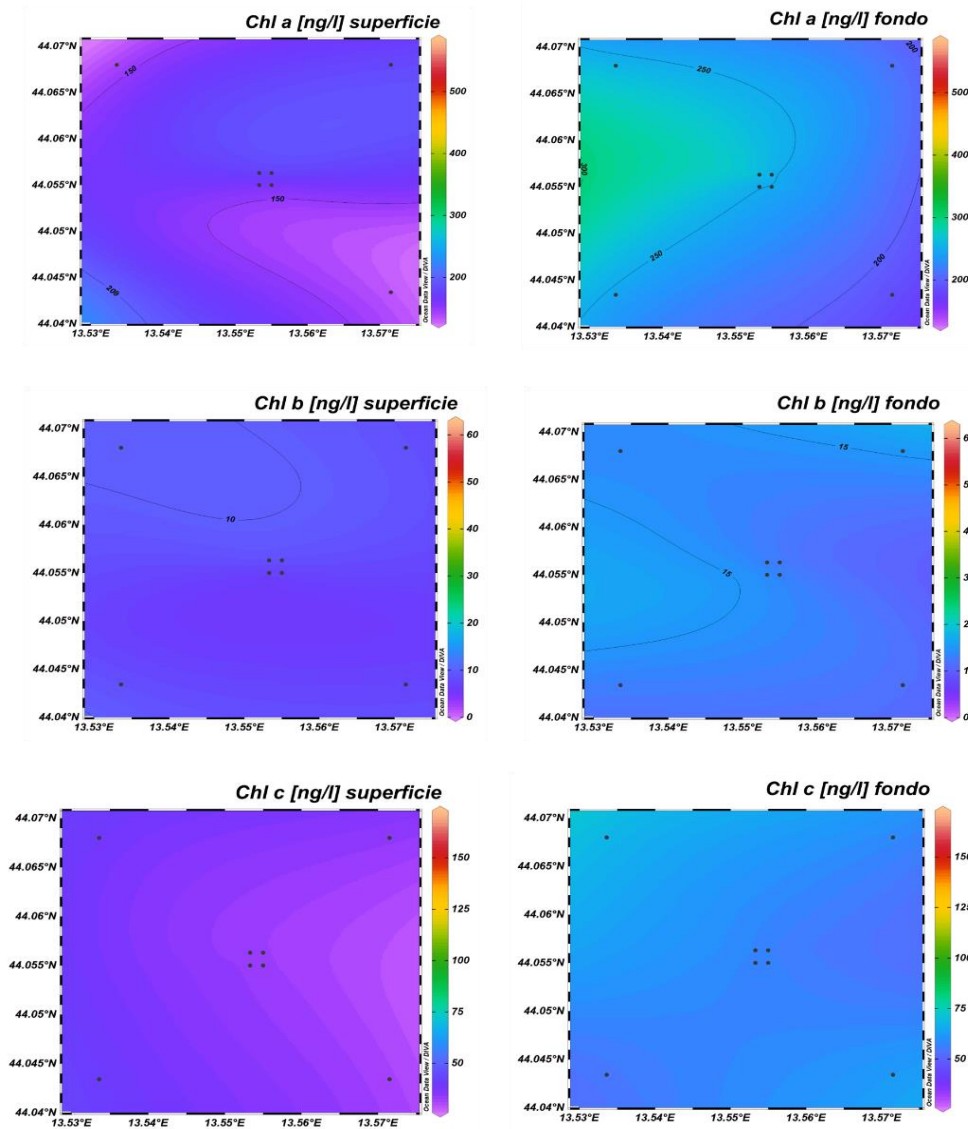 Chl a [ng/l] superficie
44.07°N
44.065°N
44.06°N
44.055°N
44.05°N
44.045°N
44.04°N
13.53°E
13.54°E
13.55°E
13.56°E
13.57°E
150
150
200
500
400
300
200
Ocean Data View / DIVA
Chl a [ng/l] fondo
44.07°N
44.065°N
44.06°N
44.055°N
44.05°N
44.045°N
44.04°N
13.53°E
13.54°E
13.55°E
13.56°E
13.57°E
250
200
300
250
200
500
400
300
200
Ocean Data View / DIVA
Chl b [ng/l] superficie
44.07°N
44.065°N
44.06°N
44.055°N
44.05°N
44.045°N
44.04°N
13.53°E
13.54°E
13.55°E
13.56°E
13.57°E
10
60
50
40
30
20
10
0
Ocean Data View / DIVA
Chl b [ng/l] fondo
44.07°N
44.065°N
44.06°N
44.055°N
44.05°N
44.045°N
44.04°N
13.53°E
13.54°E
13.55°E
13.56°E
13.57°E
15
15
6
5
4
3
2
1
0
Ocean Data View / DIVA
Chl c [ng/l] superficie
44.07°N
44.065°N
44.06°N
44.055°N
44.05°N
44.045°N
44.04°N
13.53°E
13.54°E
13.55°E
13.56°E
13.57°E
150
125
100
75
50
Ocean Data View / DIVA
Chl c [ng/l] fondo
44.07°N
44.065°N
44.06°N
44.055°N
44.05°N
44.045°N
44.04°N
13.53°E
13.54°E
13.55°E
13.56°E
13.57°E
150
125
100
75
50
Ocean Data View / DIVA